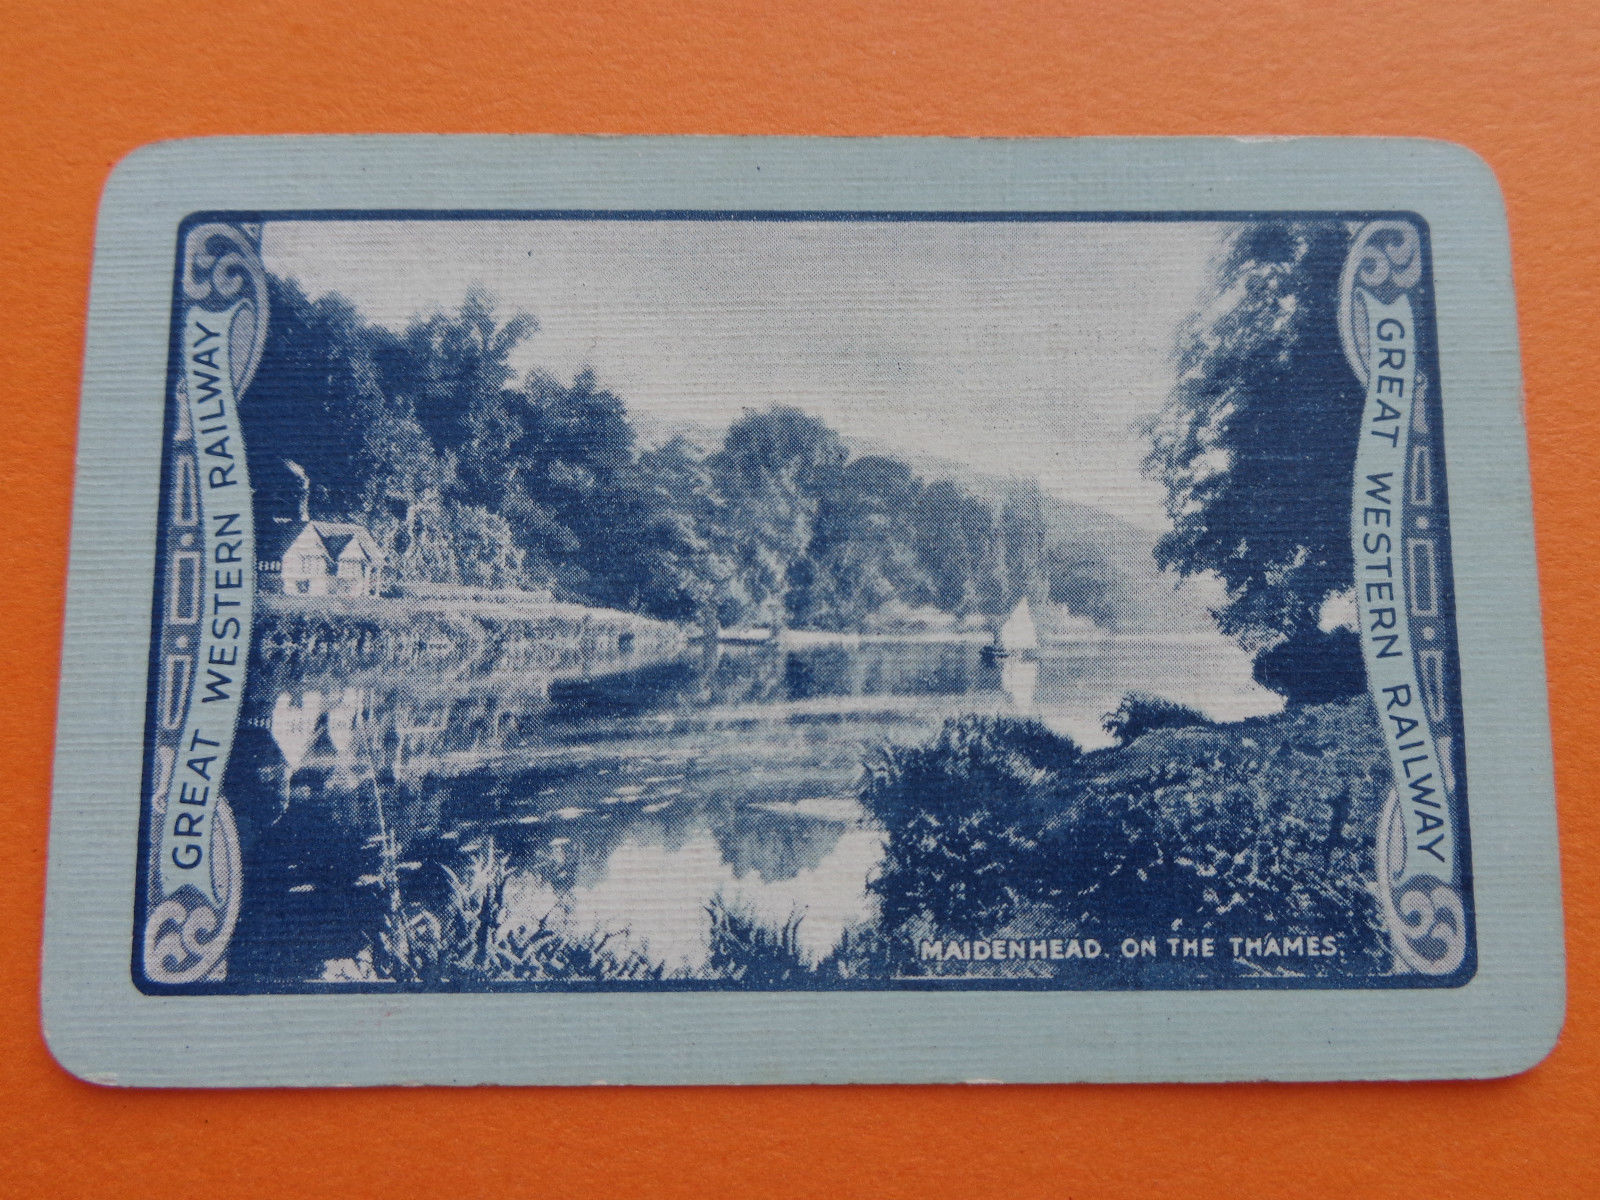 GREAT WESTERN RAILWAY
GREAT WESTERN RAILWAY
MAIDENHEAD. ON THE THAMES.